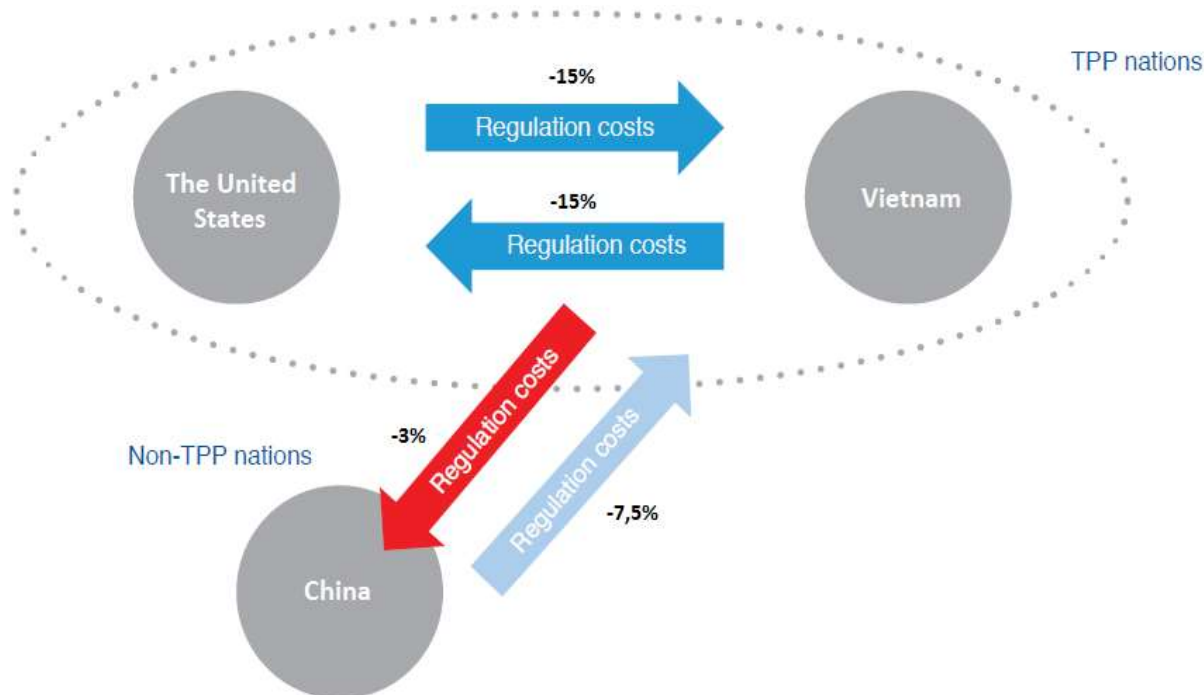 TPP nations
-15%
Regulation costs
The United
States
Vietnam
-15%
Regulation costs
Regulation costs
-3%
Regulation costs
-7,5%
Non-TPP nations
China